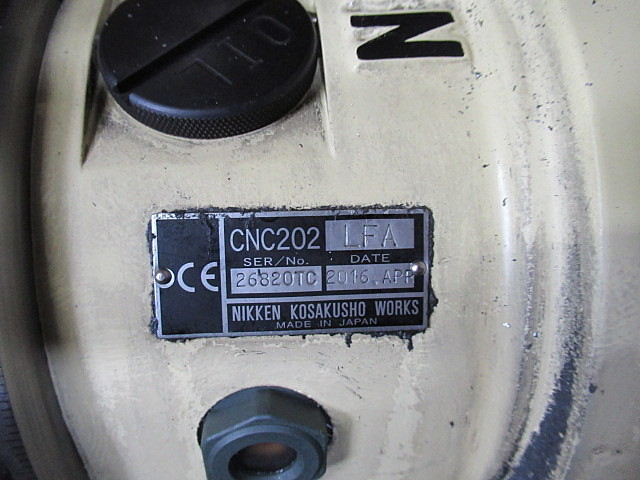 OIL
N
CNC202 LFA
SER/No. DATE
26820TC 2016.APR
CE
NIKKEN KOSAKUSHO WORKS
MADE IN JAPAN